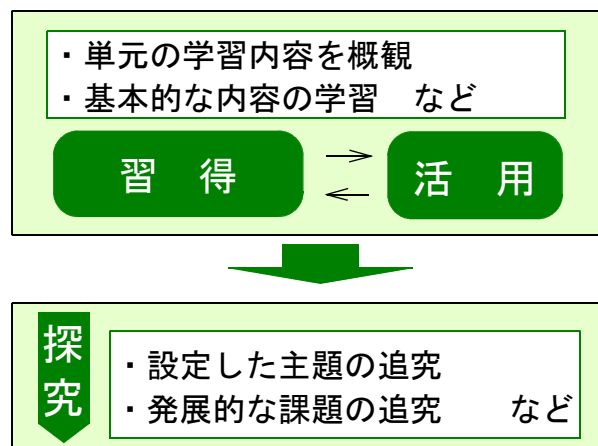 ・単元の学習内容を概観
・基本的な内容の学習　など
習　得
活　用
探究
・設定した主題の追究
・発展的な課題の追究　　など